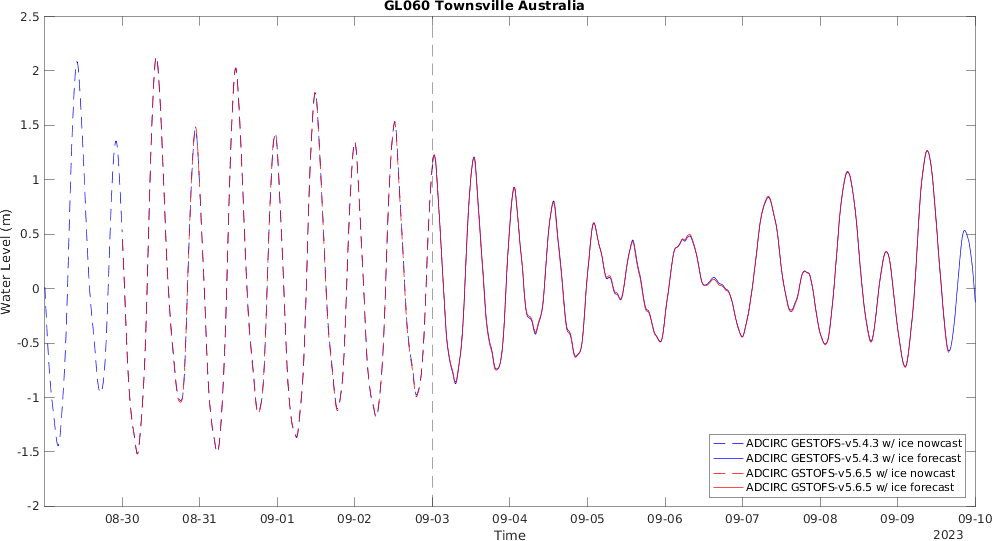 GL060 Townsville Australia
2.5
2
1.5
1
0.5
0
-0.5
-1
-1.5
-2
Water Level (m)
ADCIRC GESTOFS-v5.4.3 w/ ice nowcast
ADCIRC GESTOFS-v5.4.3 w/ ice forecast
ADCIRC GSTOFS-v5.6.5 w/ ice nowcast
ADCIRC GSTOFS-v5.6.5 w/ ice forecast
08-30 08-31 09-01 09-02 09-03 09-04 09-05 09-06 09-07 09-08 09-09 09-10
Time
2023